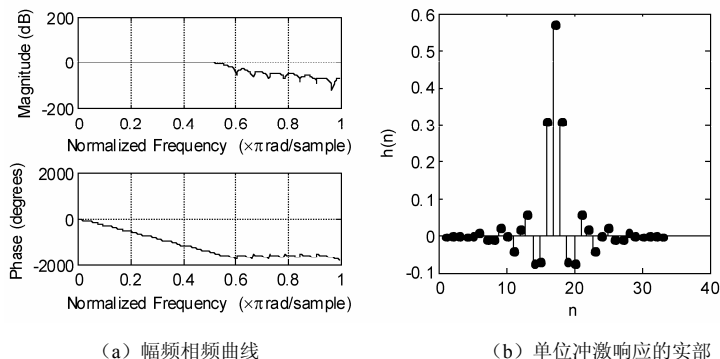 200
0
-200
Magnitude (dB)
0 0.2 0.4 0.6 0.8 1
Normalized Frequency (×π rad/sample)
2000
0
-2000
Phase (degrees)
0 0.2 0.4 0.6 0.8 1
Normalized Frequency (×π rad/sample)
(a) 幅频相频曲线
0.6
0.5
0.4
0.3
0.2
0.1
0
-0.1
h(n)
0 10 20 30 40
n
(b) 单位冲激响应的实部